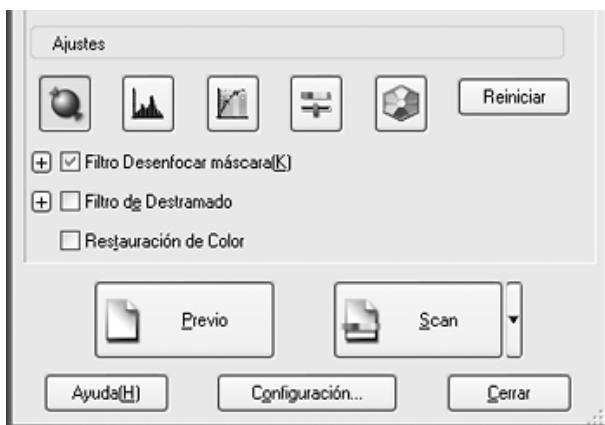 Ajustes
Reiniciar
Filtro Desenfocar máscara(K)
Filtro de Destramado
Restauración de Color
Previo
Scan
Ayuda(H)
Configuración...
Cerrar